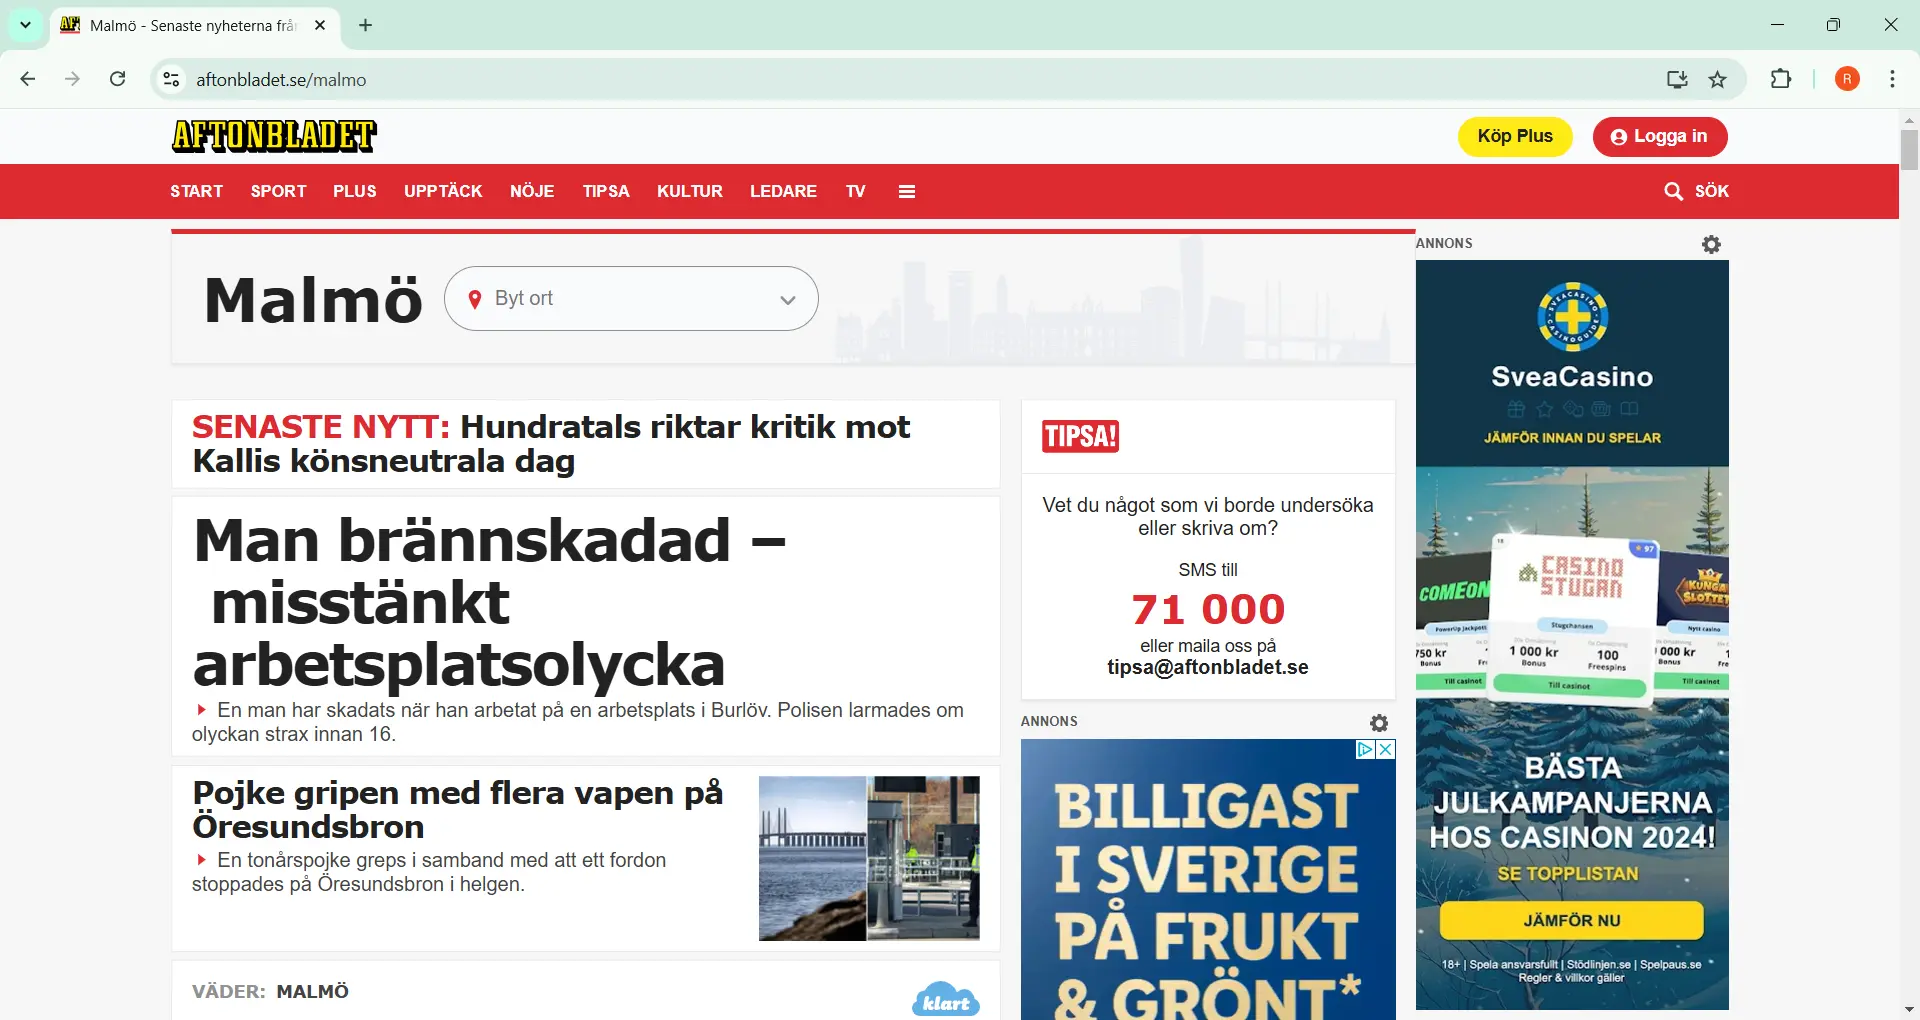 Malmö - Senaste nyheterna från
aftonbladet.se/malmo
R
AFTONBLADET
Köp Plus
Logga in
START SPORT PLUS UPPTÄCK NÖJE TIPSA KULTUR LEDARE TV
SÖK
Malmö
Byt ort
SENASTE NYTT: Hundratals riktar kritik mot
Kallis könsneutrala dag
Man brännskadad –
misstänkt
arbetsplatsolycka
En man har skadats när han arbetat på en arbetsplats i Burlöv. Polisen larmades om
olyckan strax innan 16.
Pojke gripen med flera vapen på
Öresundsbron
En tonårspojke greps i samband med att ett fordon
stoppades på Öresundsbron i helgen.
VÄDER: MALMÖ
klart
TIPSA!
Vet du något som vi borde undersöka
eller skriva om?
SMS till
71 000
eller maila oss på
tipsa@aftonbladet.se
ANNONS
BILLIGAST
I SVERIGE
PÅ FRUKT
& GRÖNT*
ANNONS
SVEACASINO
CASINOGUIDE
SveaCasino
JÄMFÖR INNAN DU SPELAR
97
CASINO
STUGAN
COMEON
KUNGA
SLOTTET
PowerUp Jackpott
Stugchansen
Nytt casino
750 kr
Bonus
1 000 kr
Bonus
100
Freespins
000 kr
Bonus
Till casinot
Till casinot
Till casinot
BÄSTA
JULKAMPANJERNA
HOS CASINON 2024!
SE TOPPLISTAN
JÄMFÖR NU
18+ | Spela ansvarsfullt | Stödlinjen.se | Spelpaus.se
Regler & villkor gäller